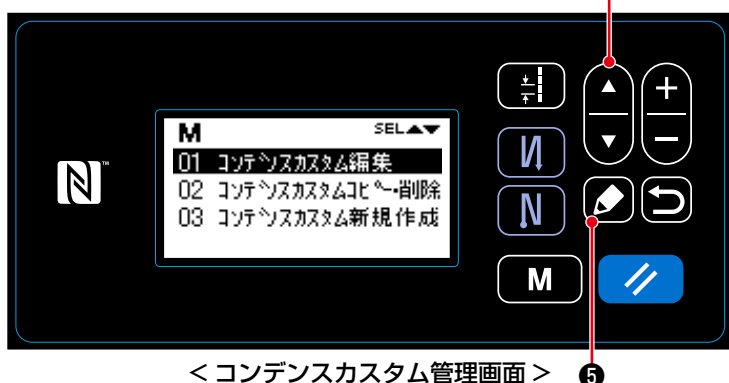 M SEL▲▼
01 コンデンスカスタム編集
02 コンデンスカスタムコピー・削除
03 コンデンスカスタム新規作成
N™
M
＜コンデンスカスタム管理画面＞ ❺